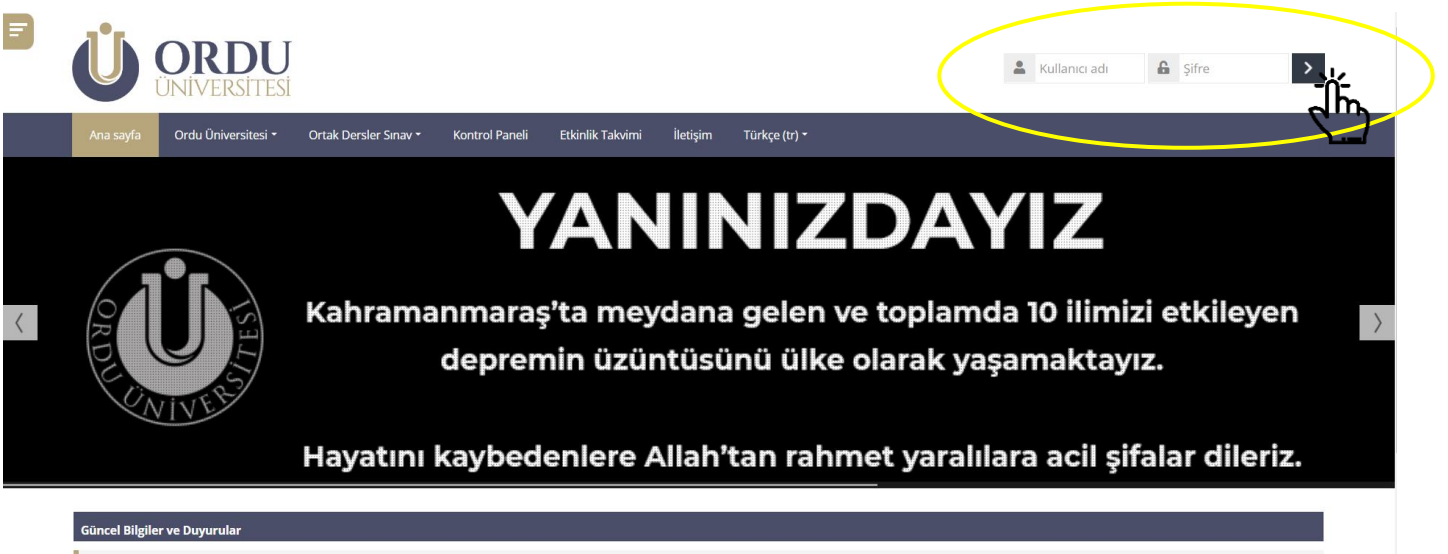 ORDU
ÜNİVERSİTESİ
Kullanıcı adı
Şifre
Ana sayfa
Ordu Üniversitesi
Ortak Dersler Sınav
Kontrol Paneli
Etkinlik Takvimi
İletişim
Türkçe (tr)
YANINIZDAYIZ
ORDU ÜNİVERSİTESİ
Kahramanmaraş'ta meydana gelen ve toplamda 10 ilimizi etkileyen
depremin üzüntüsünü ülke olarak yaşamaktayız.
Hayatını kaybedenlere Allah'tan rahmet yaralılara acil şifalar dileriz.
Güncel Bilgiler ve Duyurular